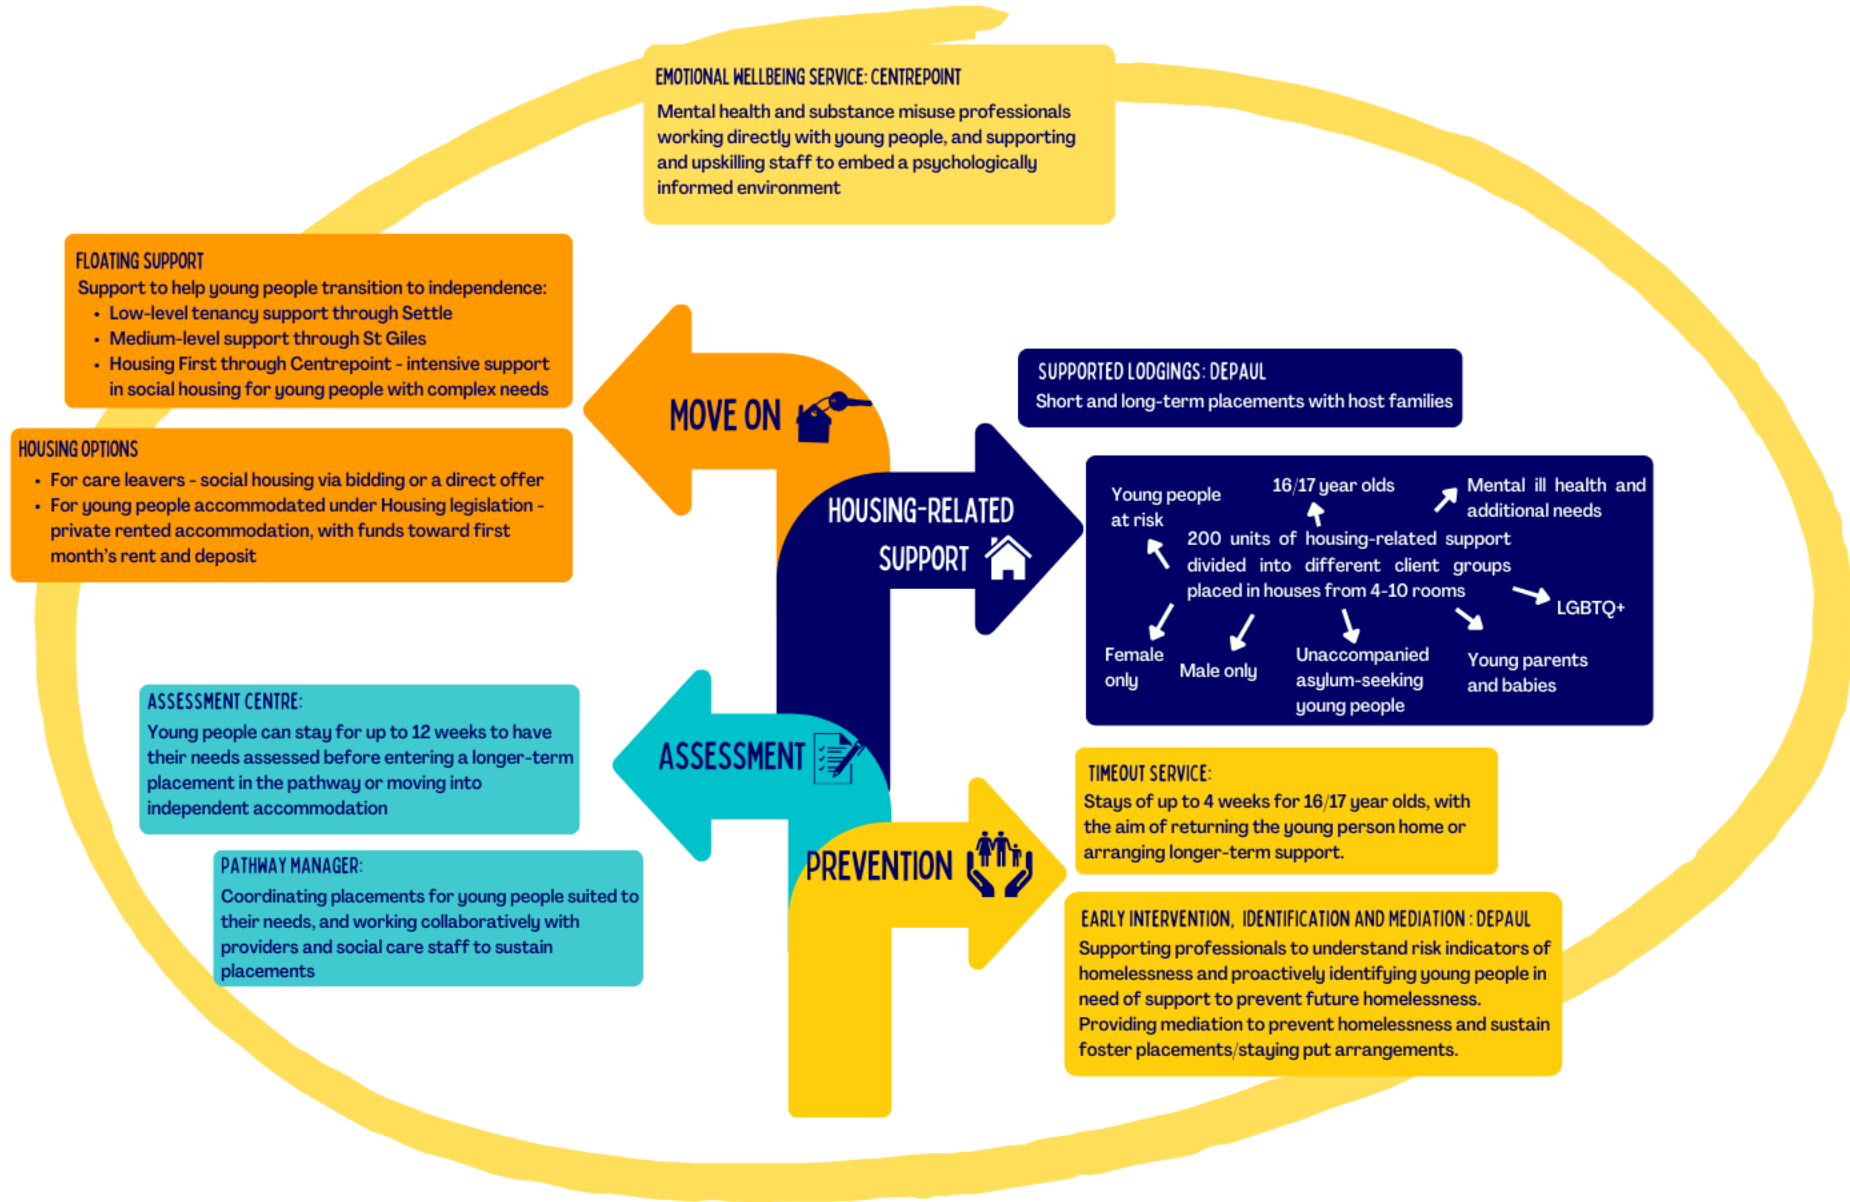 EMOTIONAL WELLBEING SERVICE: CENTREPOINT
Mental health and substance misuse professionals
working directly with young people, and supporting
and upskilling staff to embed a psychologically
informed environment
FLOATING SUPPORT
Support to help young people transition to independence:
• Low-level tenancy support through Settle
• Medium-level support through St Giles
• Housing First through Centrepoint - intensive support
in social housing for young people with complex needs
HOUSING OPTIONS
• For care leavers - social housing via bidding or a direct offer
• For young people accommodated under Housing legislation -
private rented accommodation, with funds toward first
month's rent and deposit
MOVE ON
SUPPORTED LODGINGS: DEPAUL
Short and long-term placements with host families
HOUSING-RELATED
SUPPORT
Young people
at risk
16/17 year olds
Mental ill health and
additional needs
200 units of housing-related support
divided into different client groups
placed in houses from 4-10 rooms
LGBTQ+
Female
only
Male only
Unaccompanied
asylum-seeking
young people
Young parents
and babies
ASSESSMENT CENTRE:
Young people can stay for up to 12 weeks to have
their needs assessed before entering a longer-term
placement in the pathway or moving into
independent accommodation
ASSESSMENT
PATHWAY MANAGER:
Coordinating placements for young people suited to
their needs, and working collaboratively with
providers and social care staff to sustain
placements
PREVENTION
TIMEOUT SERVICE:
Stays of up to 4 weeks for 16/17 year olds, with
the aim of returning the young person home or
arranging longer-term support.
EARLY INTERVENTION, IDENTIFICATION AND MEDIATION : DEPAUL
Supporting professionals to understand risk indicators of
homelessness and proactively identifying young people in
need of support to prevent future homelessness.
Providing mediation to prevent homelessness and sustain
foster placements/staying put arrangements.